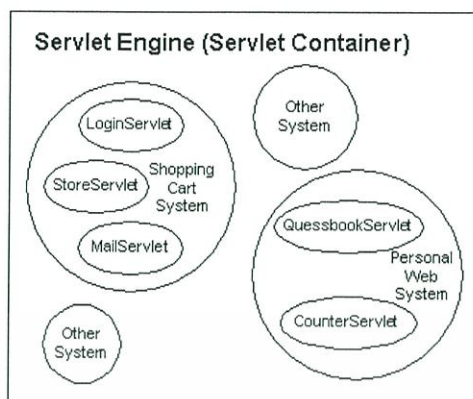 Servlet Engine (Servlet Container)
LoginServlet
StoreServlet
Shopping
Cart
System
MailServlet
Other
System
QuessbookServlet
Personal
Web
System
CounterServlet
Other
System